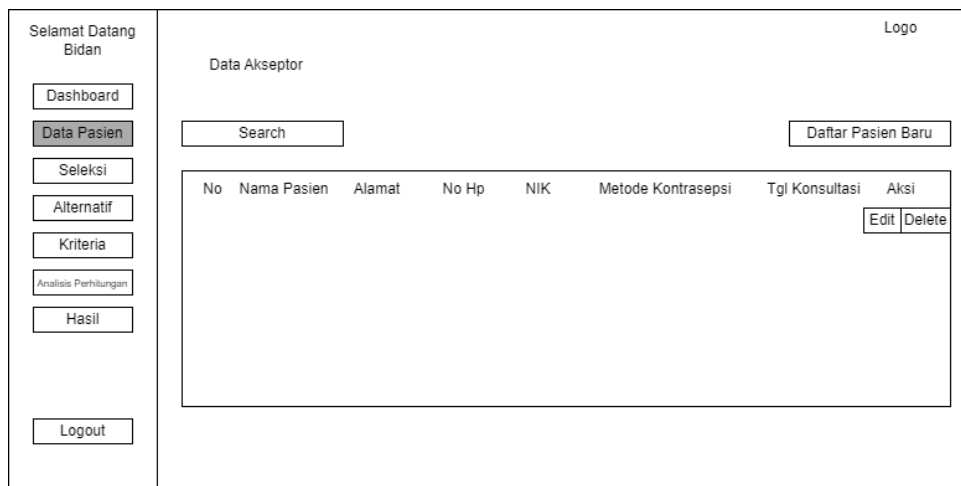 Selamat Datang
Bidan
Dashboard
Data Pasien
Seleksi
Alternatif
Kriteria
Analisis Perhitungan
Hasil
Logout
Logo
Data Akseptor
Search
Daftar Pasien Baru
No Nama Pasien Alamat No Hp NIK Metode Kontrasepsi Tgl Konsultasi Aksi
Edit Delete